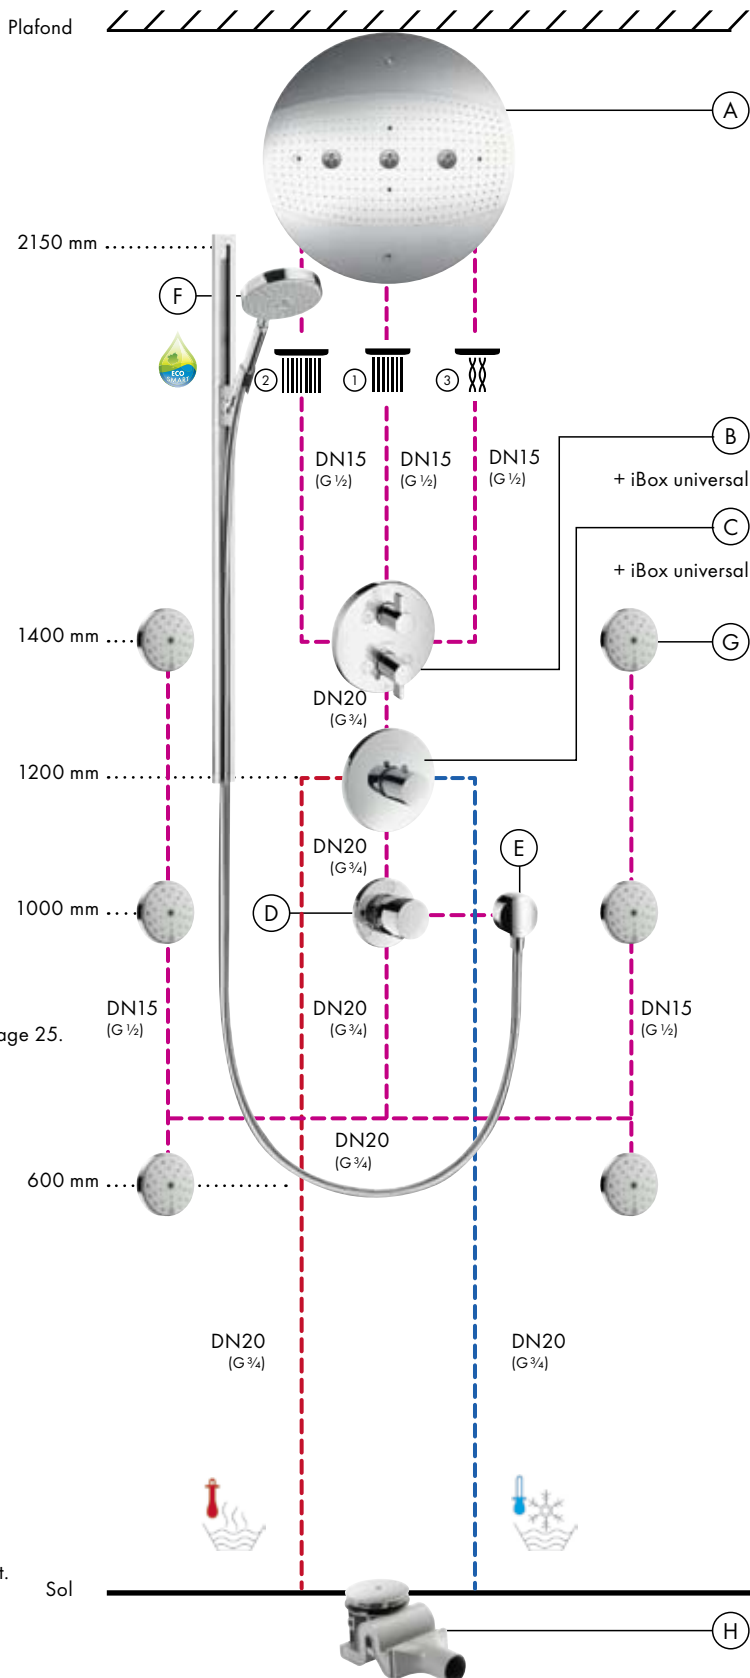 Plafond
A
2150 mm
F
ECO
SMART
2
1
3
B
DN15
(G ½)
DN15
(G ½)
DN15
(G ½)
+ iBox universal
C
+ iBox universal
1400 mm
G
DN20
(G ¾)
1200 mm
DN20
(G ¾)
E
1000 mm
D
DN15
(G ½)
DN20
(G ¾)
DN15
(G ½)
age 25.
DN20
(G ¾)
600 mm
DN20
(G ¾)
DN20
(G ¾)
t.
Sol
H